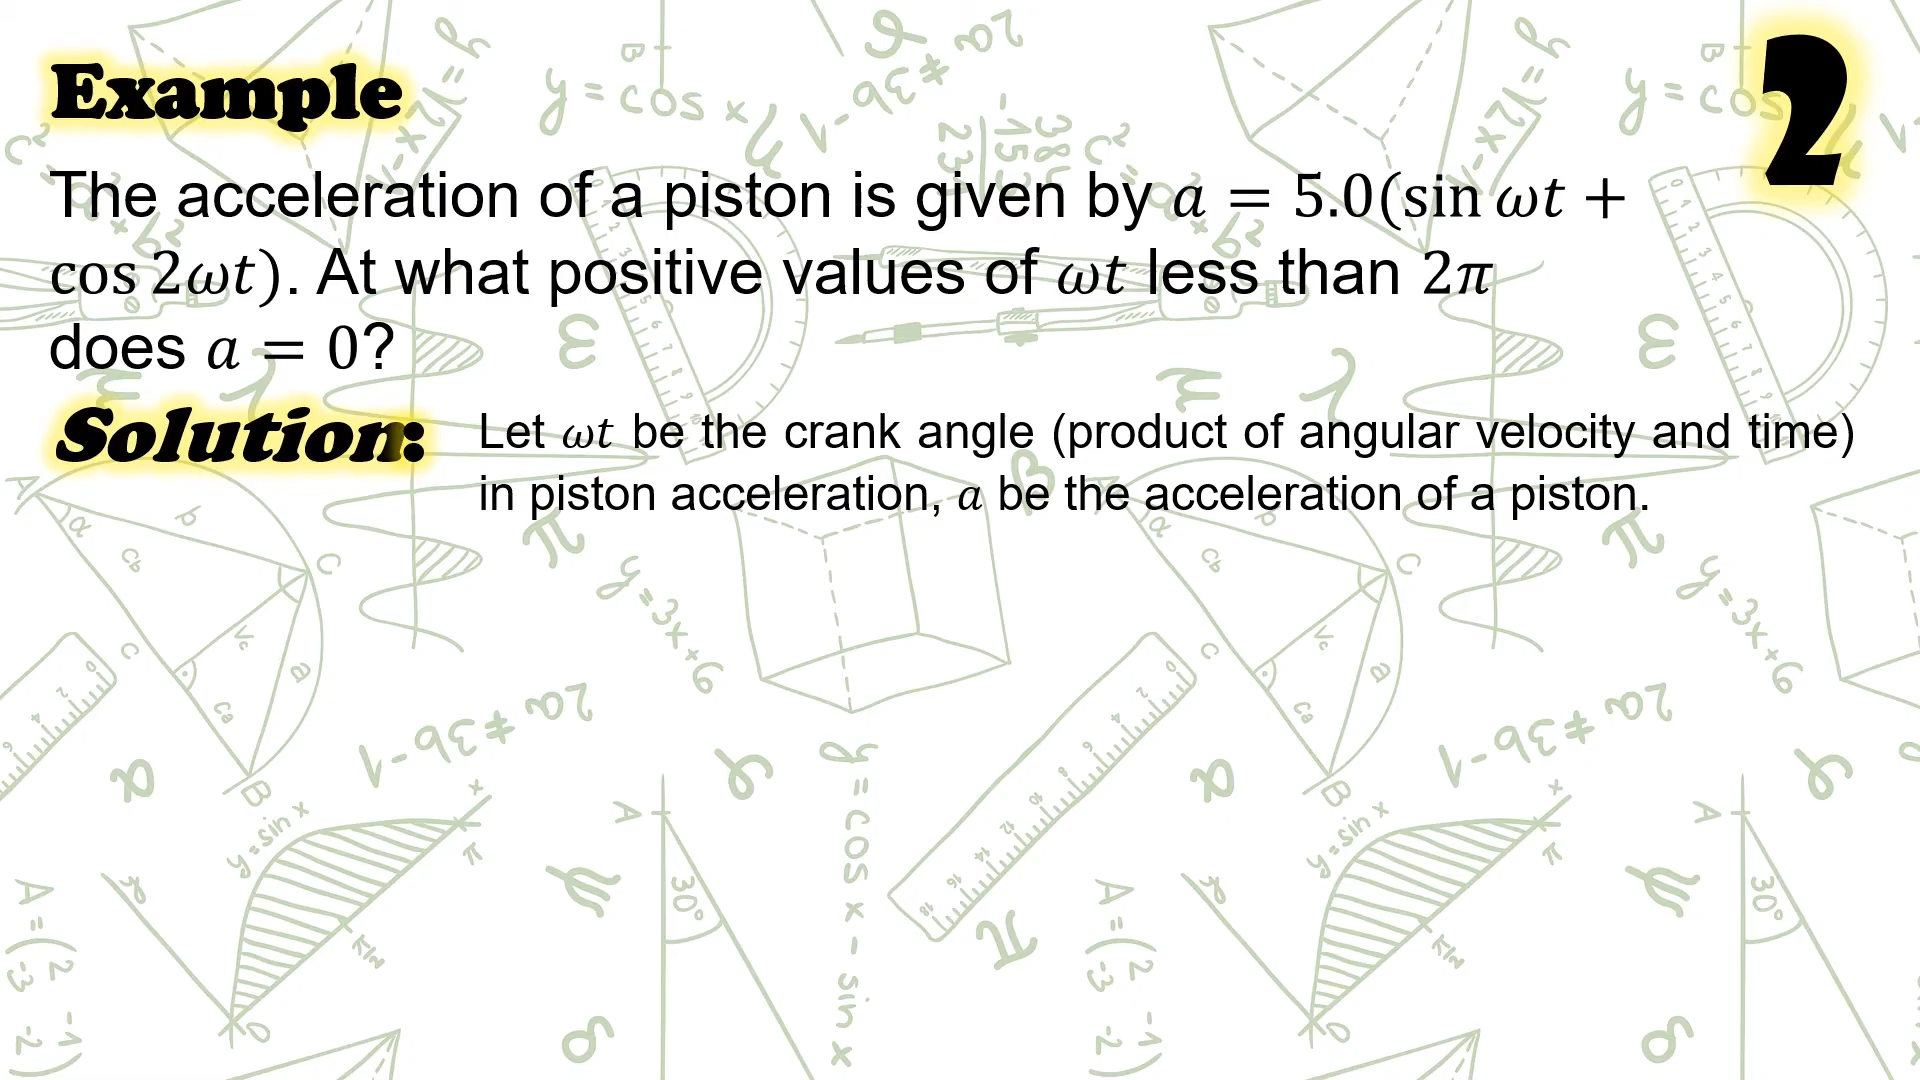 Example
2
The acceleration of a piston is given by 𝑎 = 5.0(sin 𝜔𝑡 +
cos 2𝜔𝑡). At what positive values of 𝜔𝑡 less than 2𝜋
does 𝑎 = 0?
Solution:
Let 𝜔𝑡 be the crank angle (product of angular velocity and time)
in piston acceleration, 𝑎 be the acceleration of a piston.